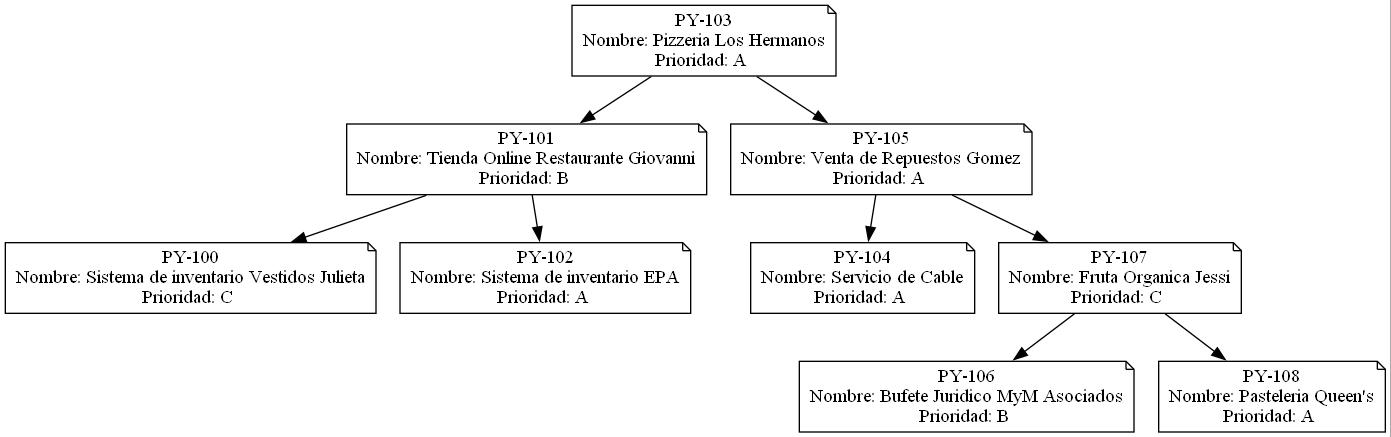 PY-103
Nombre: Pizzeria Los Hermanos
Prioridad: A
PY-101
Nombre: Tienda Online Restaurante Giovanni
Prioridad: B
PY-105
Nombre: Venta de Repuestos Gomez
Prioridad: A
PY-100
Nombre: Sistema de inventario Vestidos Julieta
Prioridad: C
PY-102
Nombre: Sistema de inventario EPA
Prioridad: A
PY-104
Nombre: Servicio de Cable
Prioridad: A
PY-107
Nombre: Fruta Organica Jessi
Prioridad: C
PY-106
Nombre: Bufete Juridico MyM Asociados
Prioridad: B
PY-108
Nombre: Pasteleria Queen's
Prioridad: A